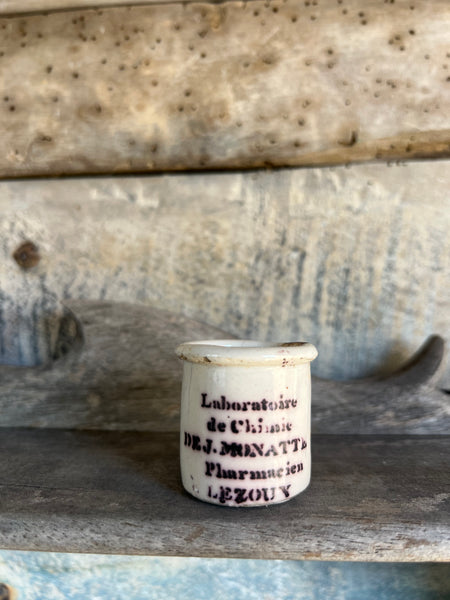 Laboratoire
de Chimie
DE J. MONATTE
Pharmacien
LEZOUX